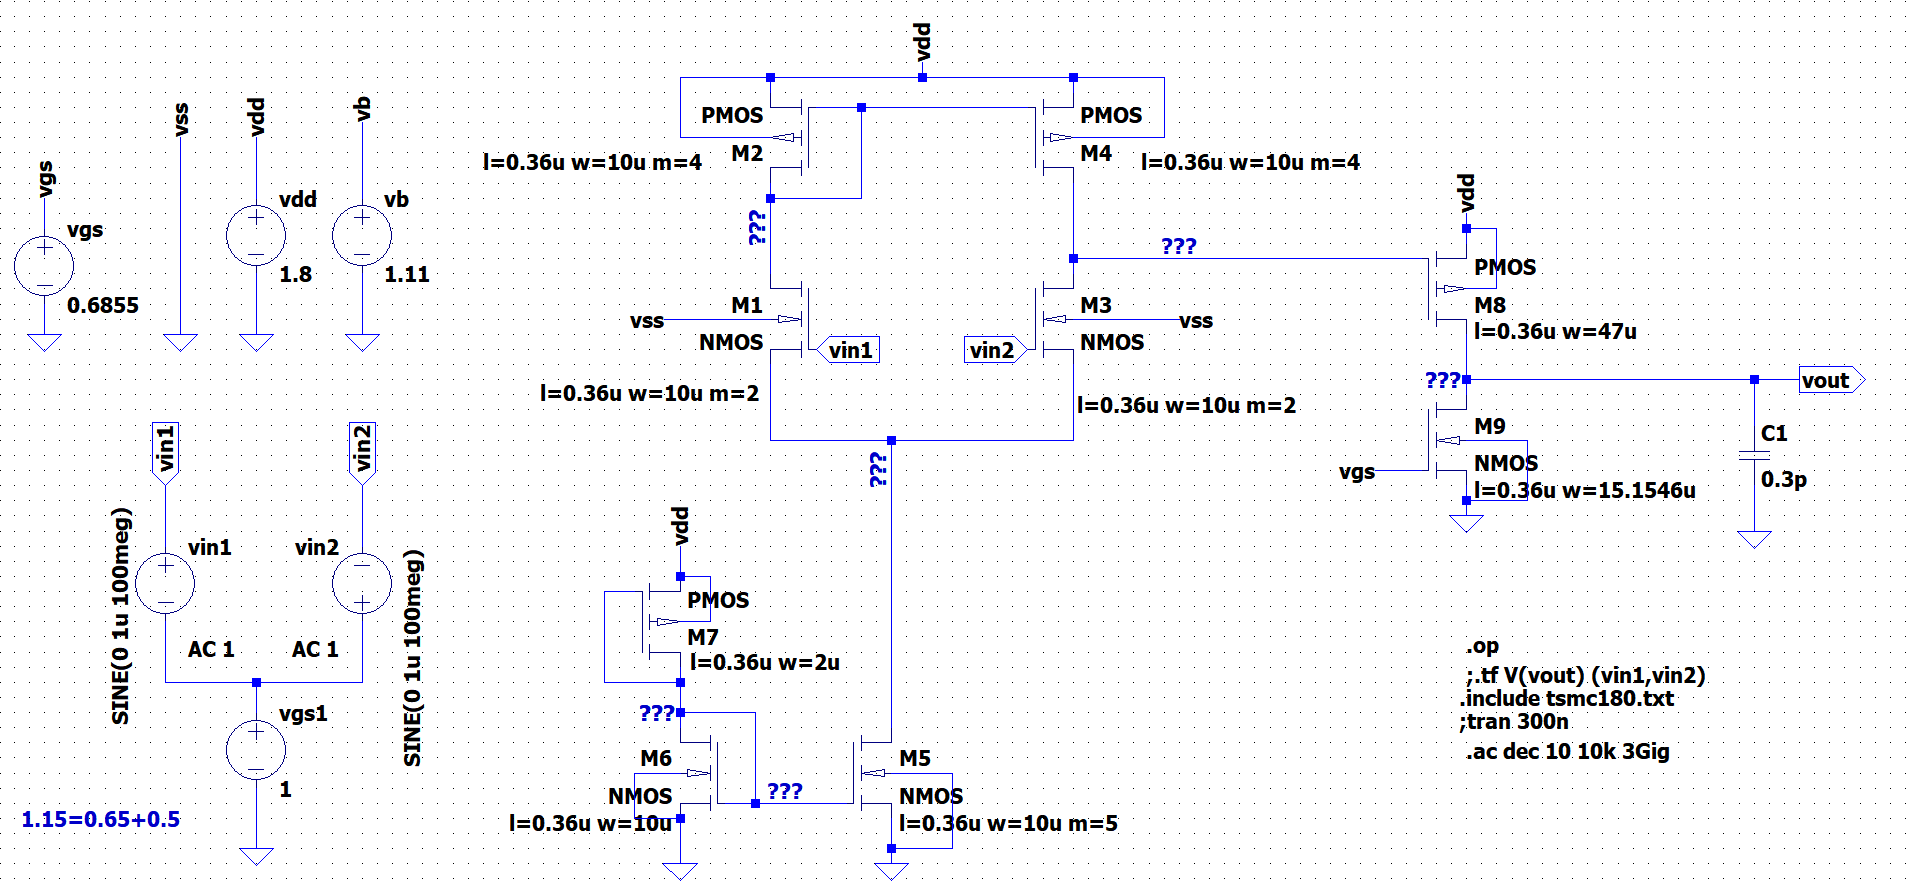 vdd
vgs
vss
vdd
vb
vgs
0.6855
vdd
1.8
vb
1.11
PMOS
M2
l=0.36u w=10u m=4
PMOS
M4
l=0.36u w=10u m=4
???
???
vss
M1
NMOS
vin1
l=0.36u w=10u m=2
vin2
M3
vss
NMOS
l=0.36u w=10u m=2
???
vdd
PMOS
M8
l=0.36u w=47u
???
vout
M9
NMOS
vgs
l=0.36u w=15.1546u
C1
0.3p
vin1
vin2
SINE(0 1u 100meg)
vin1
AC 1
vin2
AC 1
SINE(0 1u 100meg)
vgs1
1
1.15=0.65+0.5
vdd
PMOS
M7
l=0.36u w=2u
???
M6
NMOS
l=0.36u w=10u
???
M5
NMOS
l=0.36u w=10u m=5
.op
;.tf V(vout) (vin1,vin2)
.include tsmc180.txt
;tran 300n
.ac dec 10 10k 3Gig